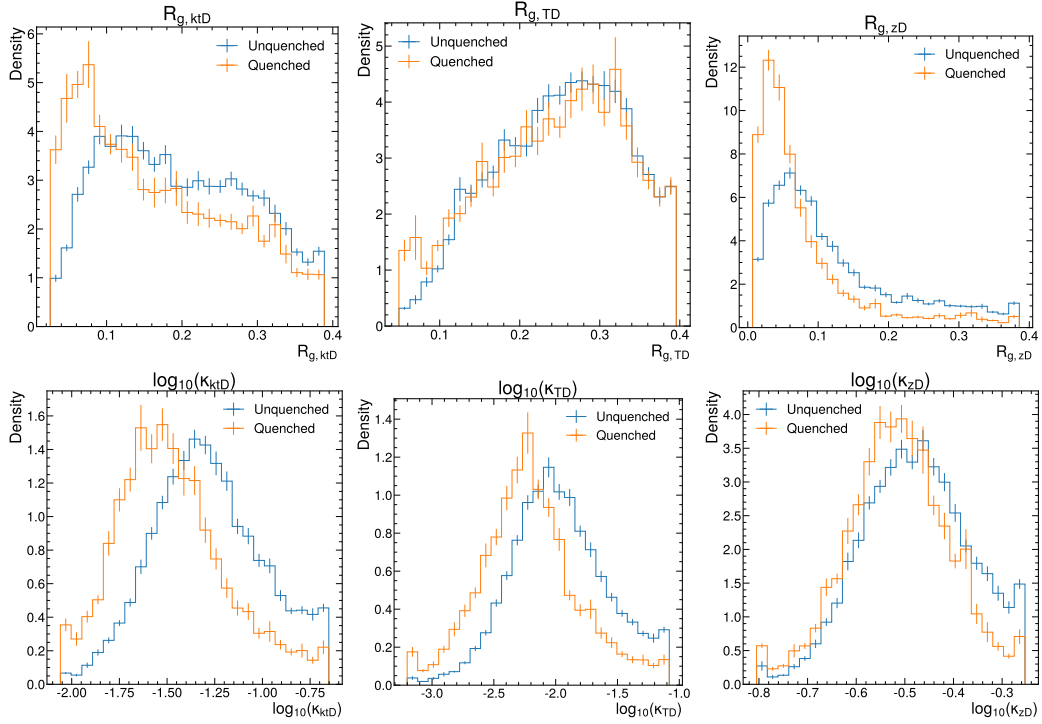 R_g,ktD
Density
6
5
4
3
2
1
0
Unquenched
Quenched
0.1
0.2
0.3
0.4
R_g,ktD
R_g,TD
Density
5
4
3
2
1
0
Unquenched
Quenched
0.1
0.2
0.3
0.4
R_g,TD
R_g,zD
Density
12
10
8
6
4
2
0
Unquenched
Quenched
0.0
0.1
0.2
0.3
0.4
R_g,zD
log₁₀(κ_ktD)
Density
1.6
1.4
1.2
1.0
0.8
0.6
0.4
0.2
0.0
Unquenched
Quenched
-2.00
-1.75
-1.50
-1.25
-1.00
-0.75
log₁₀(κ_ktD)
log₁₀(κ_TD)
Density
1.4
1.2
1.0
0.8
0.6
0.4
0.2
0.0
Unquenched
Quenched
-3.0
-2.5
-2.0
-1.5
-1.0
log₁₀(κ_TD)
log₁₀(κ_zD)
Density
4.0
3.5
3.0
2.5
2.0
1.5
1.0
0.5
0.0
Unquenched
Quenched
-0.8
-0.7
-0.6
-0.5
-0.4
-0.3
log₁₀(κ_zD)